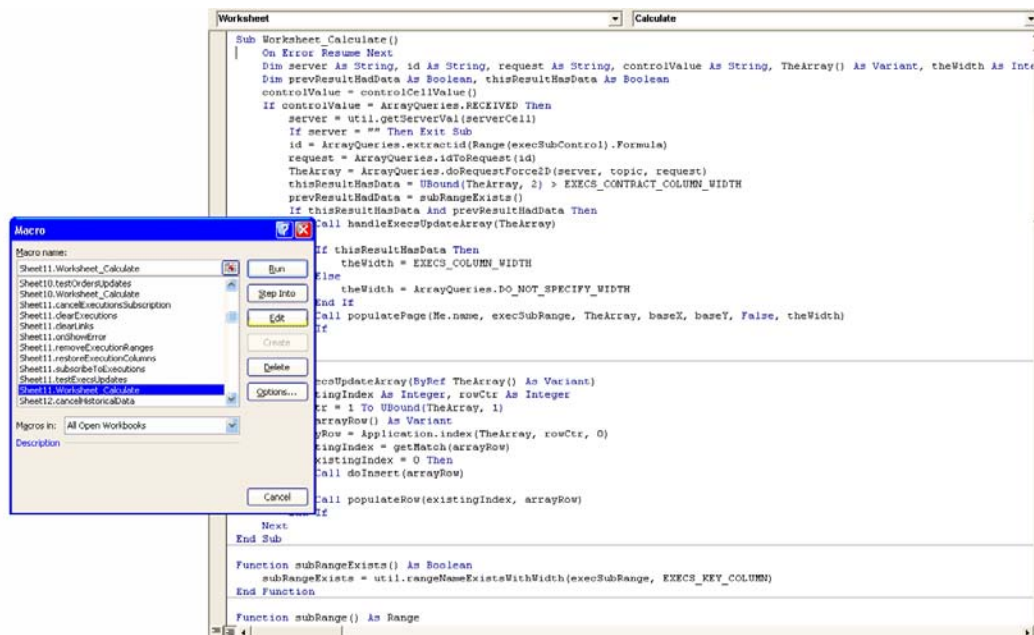 Worksheet
Calculate
Sub Worksheet_Calculate()
On Error Resume Next
Dim server As String, id As String, request As String, controlValue As String, TheArray() As Variant, theWidth As Inte
Dim prevResultHadData As Boolean, thisResultHasData As Boolean
controlValue = controlCellValue()
If controlValue = ArrayQueries.RECEIVED Then
server = util.getServerVal(serverCell)
If server = "" Then Exit Sub
id = ArrayQueries.extractid(Range(execSubControl).Formula)
request = ArrayQueries.idToRequest(id)
TheArray = ArrayQueries.doRequestForce2D(server, topic, request)
thisResultHasData = UBound(TheArray, 2) > EXECS_CONTRACT_COLUMN_WIDTH
prevResultHadData = subRangeExists()
If thisResultHasData And prevResultHadData Then
Call handleExecsUpdateArray(TheArray)
If thisResultHasData Then
theWidth = EXECS_COLUMN_WIDTH
Else
theWidth = ArrayQueries.DO_NOT_SPECIFY_WIDTH
End If
Call populatePage(Me.name, execSubRange, TheArray, baseX, baseY, False, theWidth)
If
ecsUpdateArray(ByRef TheArray() As Variant)
tingIndex As Integer, rowCtr As Integer
tr = 1 To UBound(TheArray, 1)
arrayRow() As Variant
yRow = Application.index(TheArray, rowCtr, 0)
tingIndex = getMatch(arrayRow)
xistingIndex = 0 Then
Call doInsert(arrayRow)
Call populateRow(existingIndex, arrayRow)
End If
Next
End Sub
Function subRangeExists() As Boolean
subRangeExists = util.rangeNameExistsWithWidth(execSubRange, EXECS_KEY_COLUMN)
End Function
Function subRange() As Range
Macro
Macro name:
Sheet11.Worksheet_Calculate
Sheet10.testOrdersUpdates
Sheet10.Worksheet_Calculate
Sheet11.cancelExecutionsSubscription
Sheet11.clearExecutions
Sheet11.clearLinks
Sheet11.onShowError
Sheet11.removeExecutionRanges
Sheet11.restoreExecutionColumns
Sheet11.subscribeToExecutions
Sheet11.testExecsUpdates
Sheet11.Worksheet_Calculate
Sheet12.cancelHistoricalData
Run
Step Into
Edit
Create
Delete
Options...
Macros in: All Open Workbooks
Description
Cancel